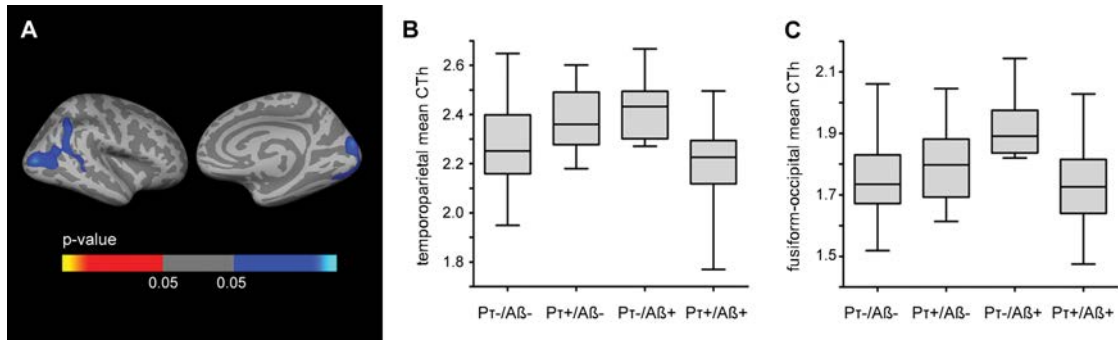 A
p-value
0.05 0.05
B
temporoparietal mean CTh
2.6
2.4
2.2
2.0
1.8
Pτ-/Aß- Pτ+/Aß- Pτ-/Aß+ Pτ+/Aß+
C
fusiform-occipital mean CTh
2.1
1.9
1.7
1.5
Pτ-/Aß- Pτ+/Aß- Pτ-/Aß+ Pτ+/Aß+